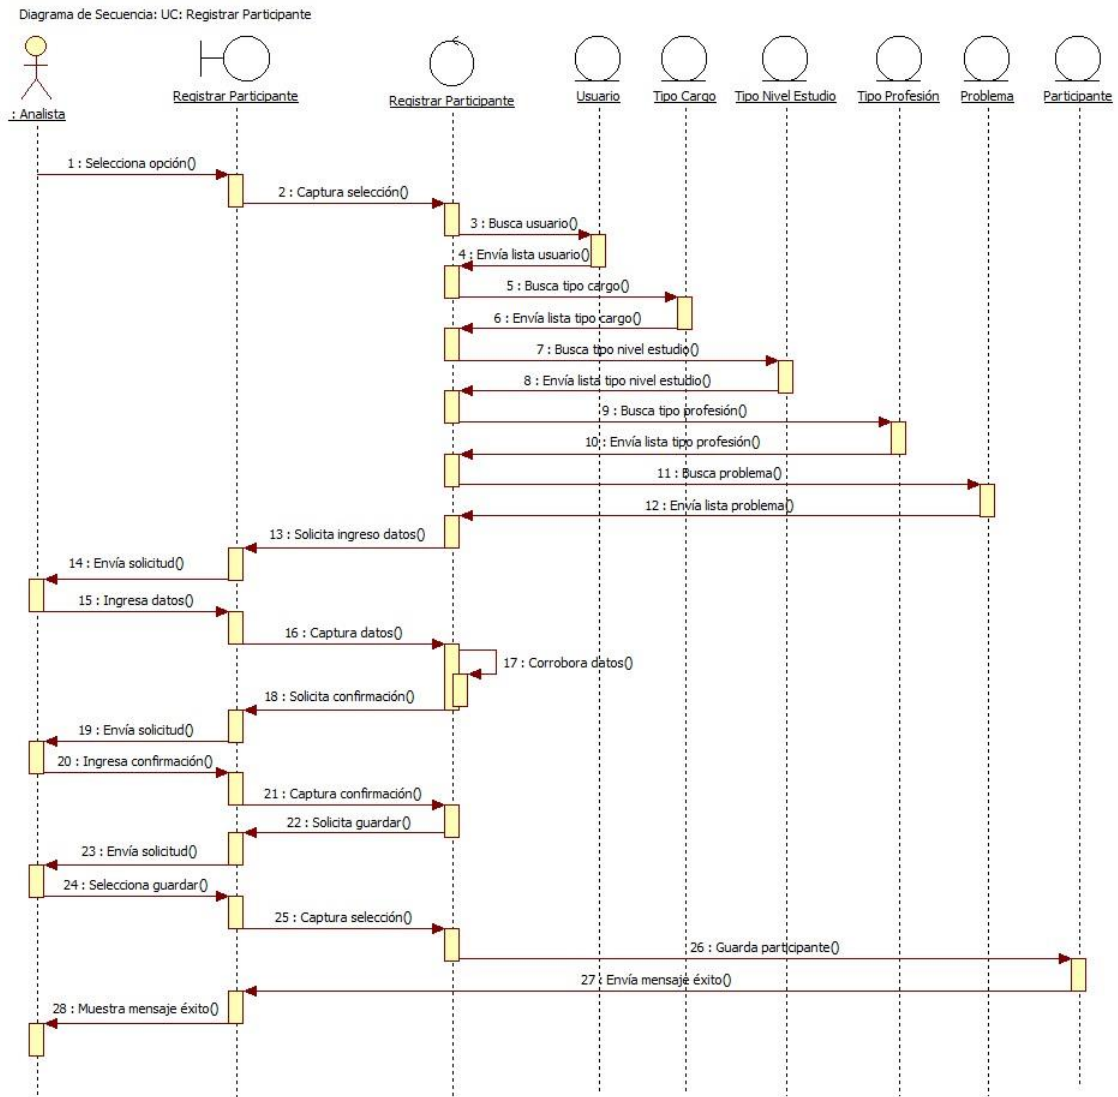 Diagrama de Secuencia: UC: Registrar Participante
: Analista
Registrar Participante
Registrar Participante
Usuario
Tipo Cargo
Tipo Nivel Estudio
Tipo Profesión
Problema
Participante
1 : Selecciona opción()
2 : Captura selección()
3 : Busca usuario()
4 : Envía lista usuario()
5 : Busca tipo cargo()
6 : Envía lista tipo cargo()
7 : Busca tipo nivel estudio()
8 : Envía lista tipo nivel estudio()
9 : Busca tipo profesión()
10 : Envía lista tipo profesión()
11 : Busca problema()
12 : Envía lista problema()
13 : Solicita ingreso datos()
14 : Envía solicitud()
15 : Ingresa datos()
16 : Captura datos()
17 : Corrobora datos()
18 : Solicita confirmación()
19 : Envía solicitud()
20 : Ingresa confirmación()
21 : Captura confirmación()
22 : Solicita guardar()
23 : Envía solicitud()
24 : Selecciona guardar()
25 : Captura selección()
26 : Guarda participante()
27 : Envía mensaje éxito()
28 : Muestra mensaje éxito()